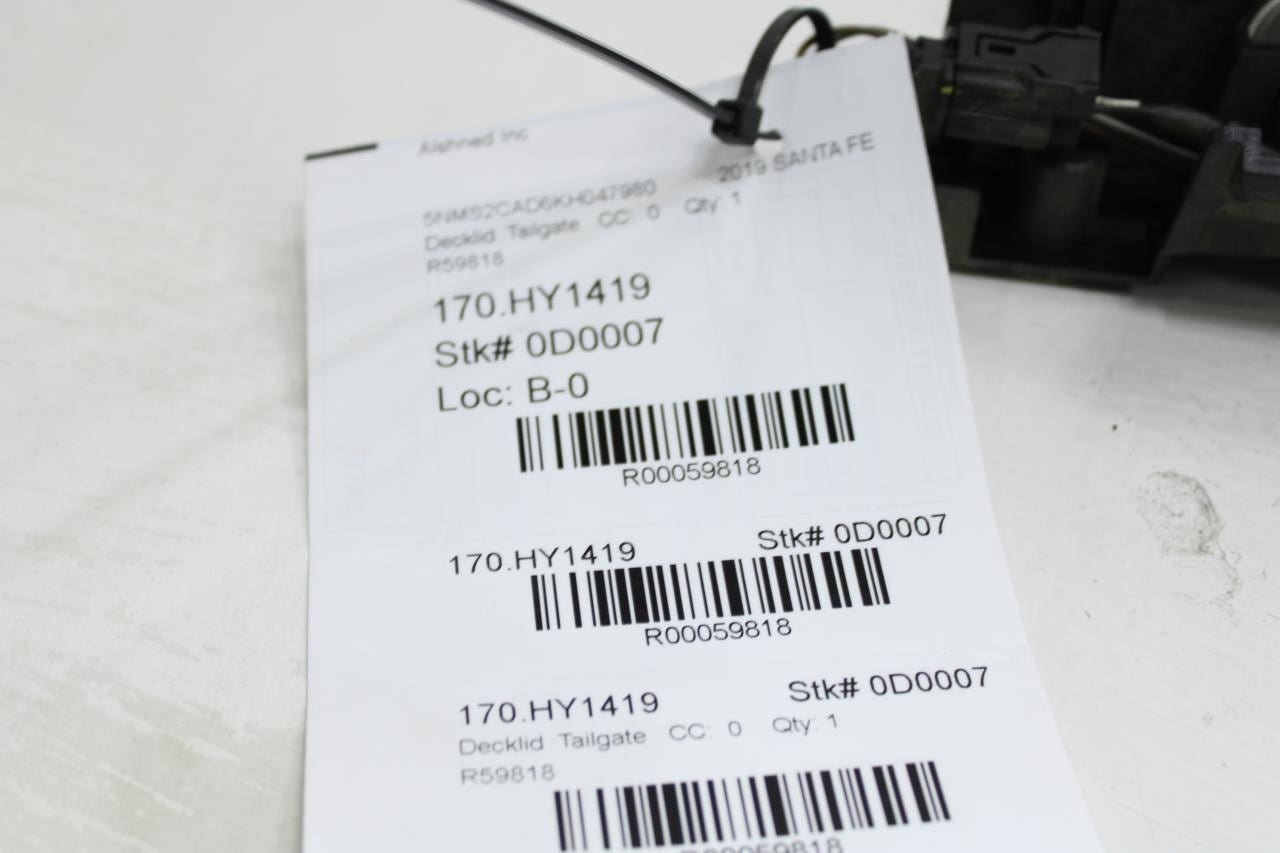 Alshned Inc
5NMS2CAD6KH047980 2019 SANTA FE
Decklid Tailgate CC: 0 Qty: 1
R59818
170.HY1419
Stk# 0D0007
Loc: B-0
R00059818
170.HY1419 Stk# 0D0007
R00059818
170.HY1419 Stk# 0D0007
Decklid Tailgate CC: 0 Qty: 1
R59818
R00059818